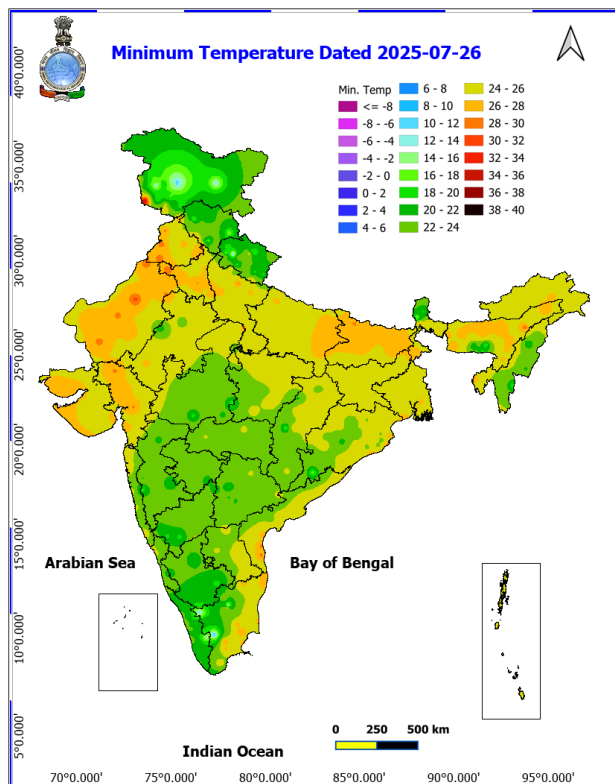 Minimum Temperature Dated 2025-07-26
Min. Temp
<= -8
-8 - -6
-6 - -4
-4 - -2
-2 - 0
0 - 2
2 - 4
4 - 6
6 - 8
8 - 10
10 - 12
12 - 14
14 - 16
16 - 18
18 - 20
20 - 22
22 - 24
24 - 26
26 - 28
28 - 30
30 - 32
32 - 34
34 - 36
36 - 38
38 - 40
40°0.000'
35°0.000'
30°0.000'
25°0.000'
20°0.000'
15°0.000'
10°0.000'
5°0.000'
Arabian Sea
Bay of Bengal
Indian Ocean
0 250 500 km
70°0.000' 75°0.000' 80°0.000' 85°0.000' 90°0.000' 95°0.000'